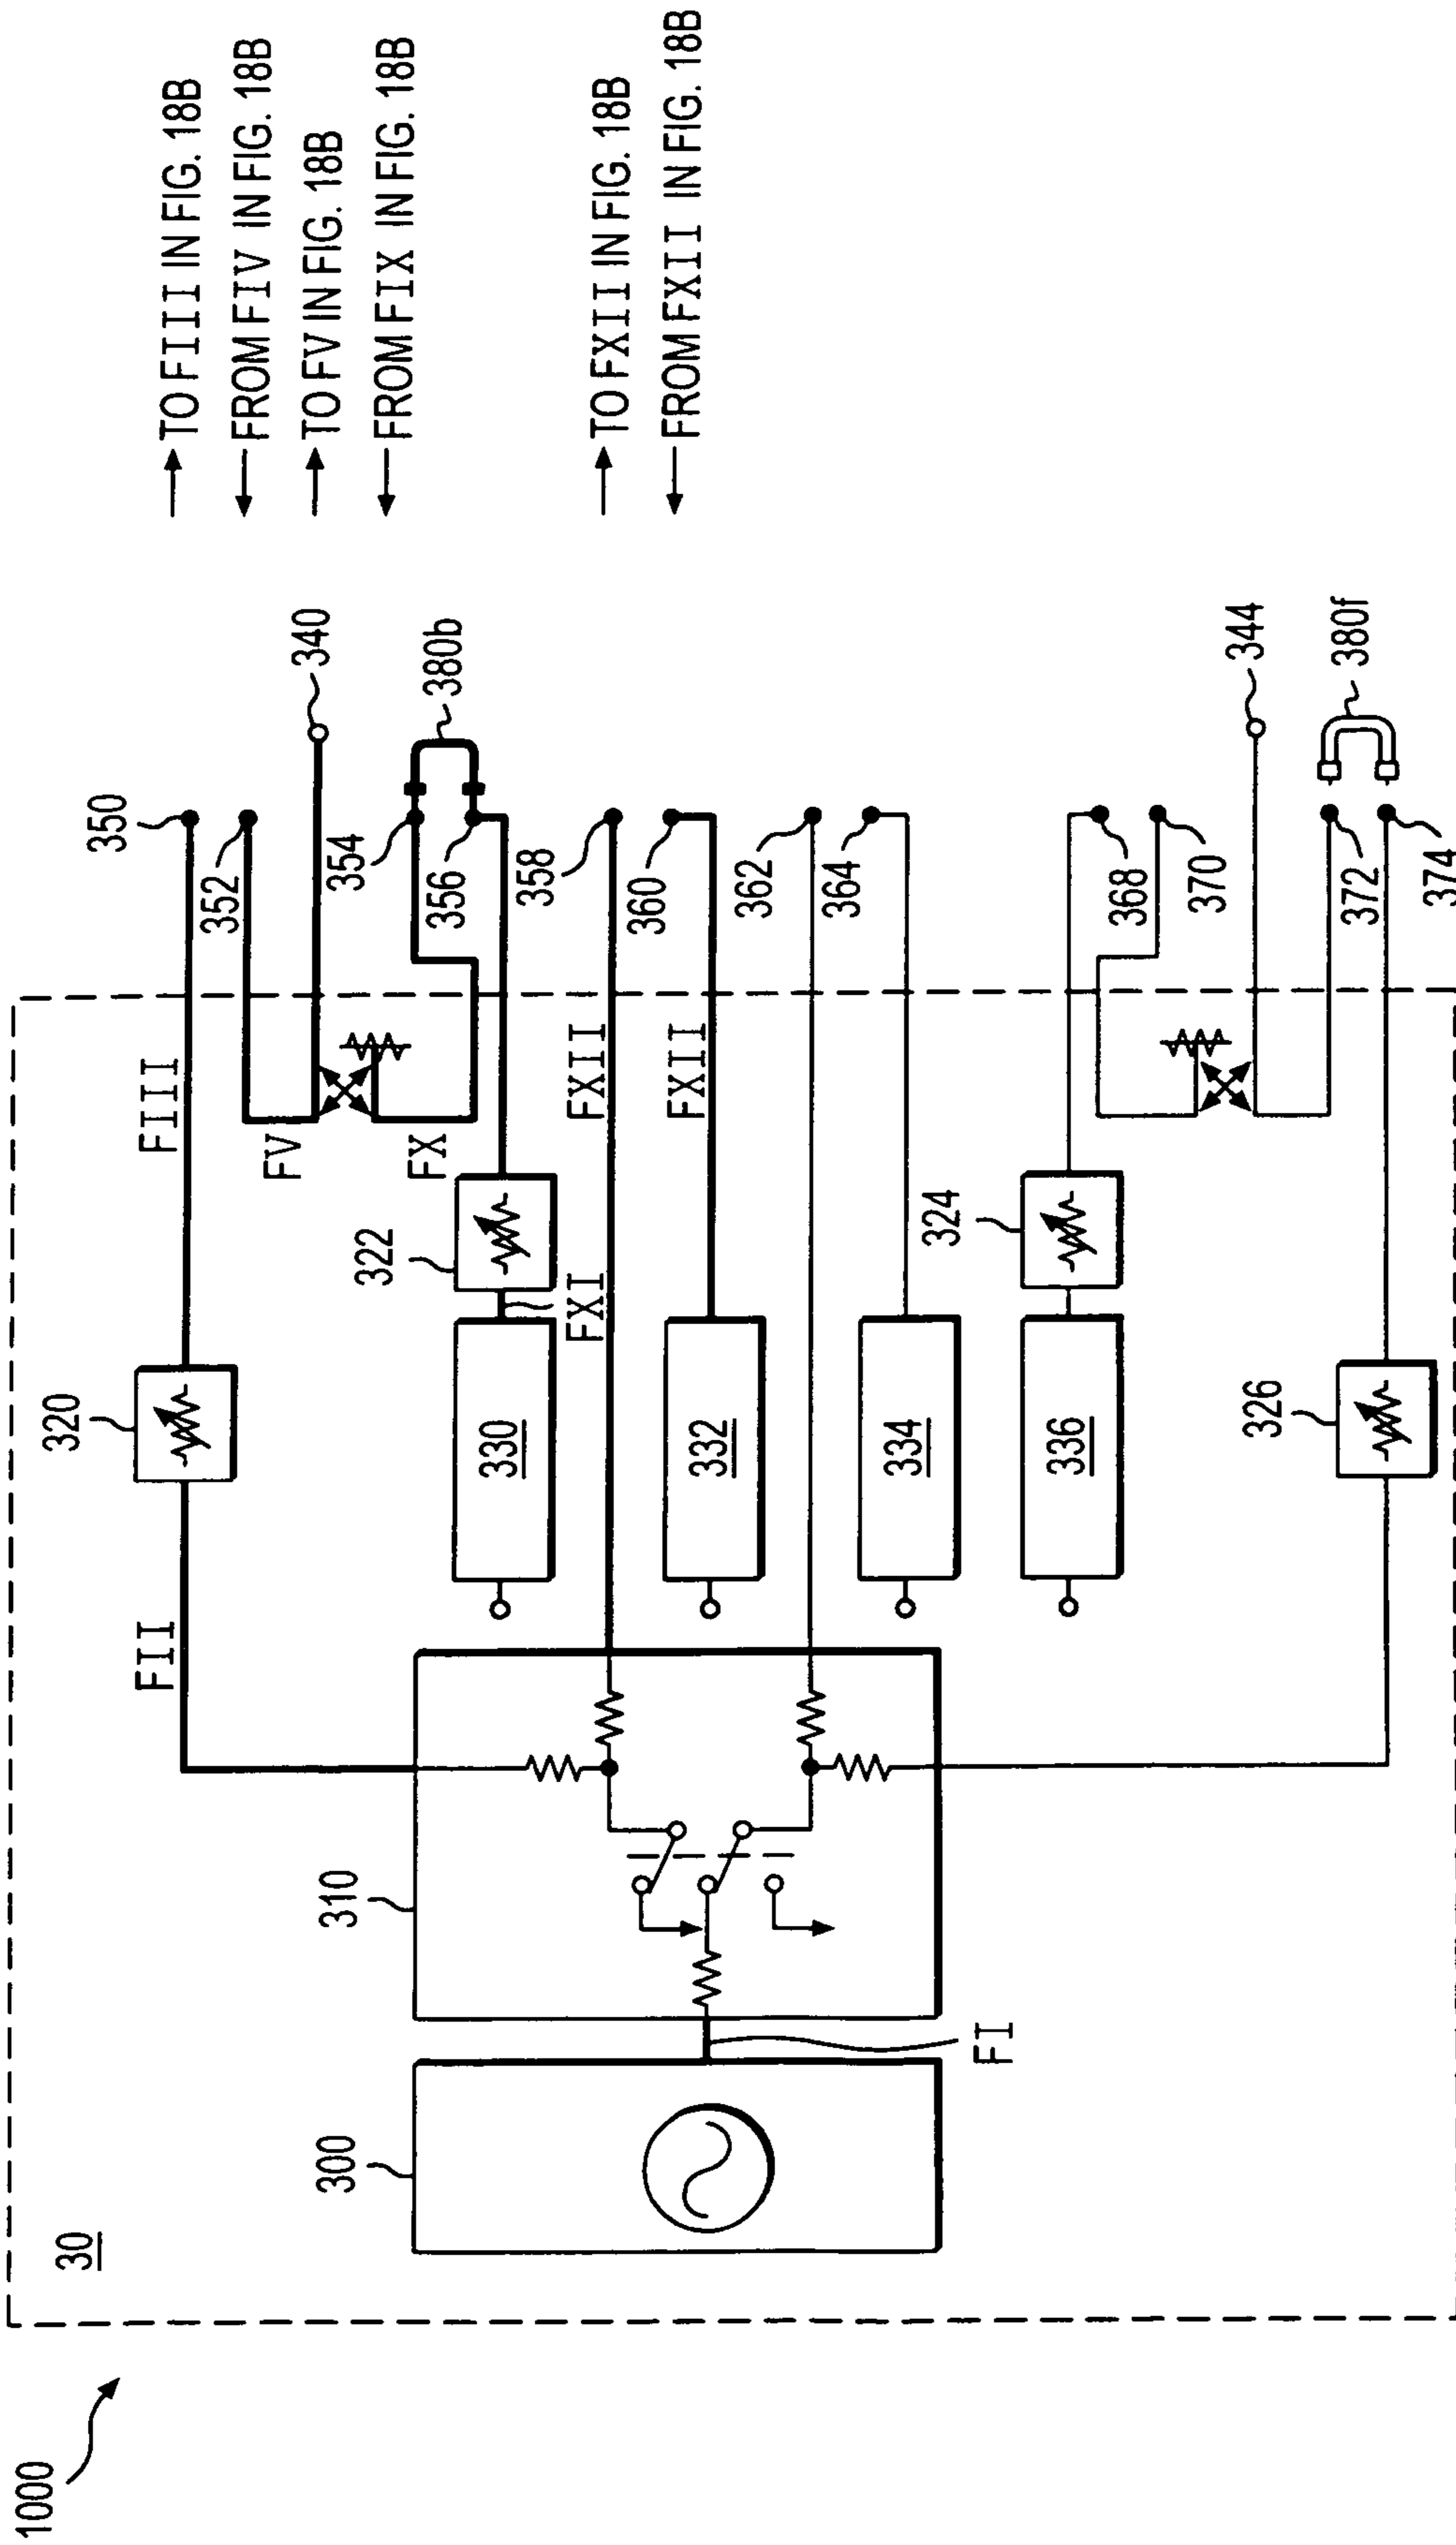 1000
30
300
310
FI
FII
320
FIII
FV
FX
322
FXI
330
FXII
FXII
332
334
324
336
326
350
352
340
354
356
380b
358
360
362
364
368
370
344
372
374
380f
TO FIII IN FIG. 18B
FROM FIV IN FIG. 18B
TO FV IN FIG. 18B
FROM FIX IN FIG. 18B
TO FXII IN FIG. 18B
FROM FXII IN FIG. 18B